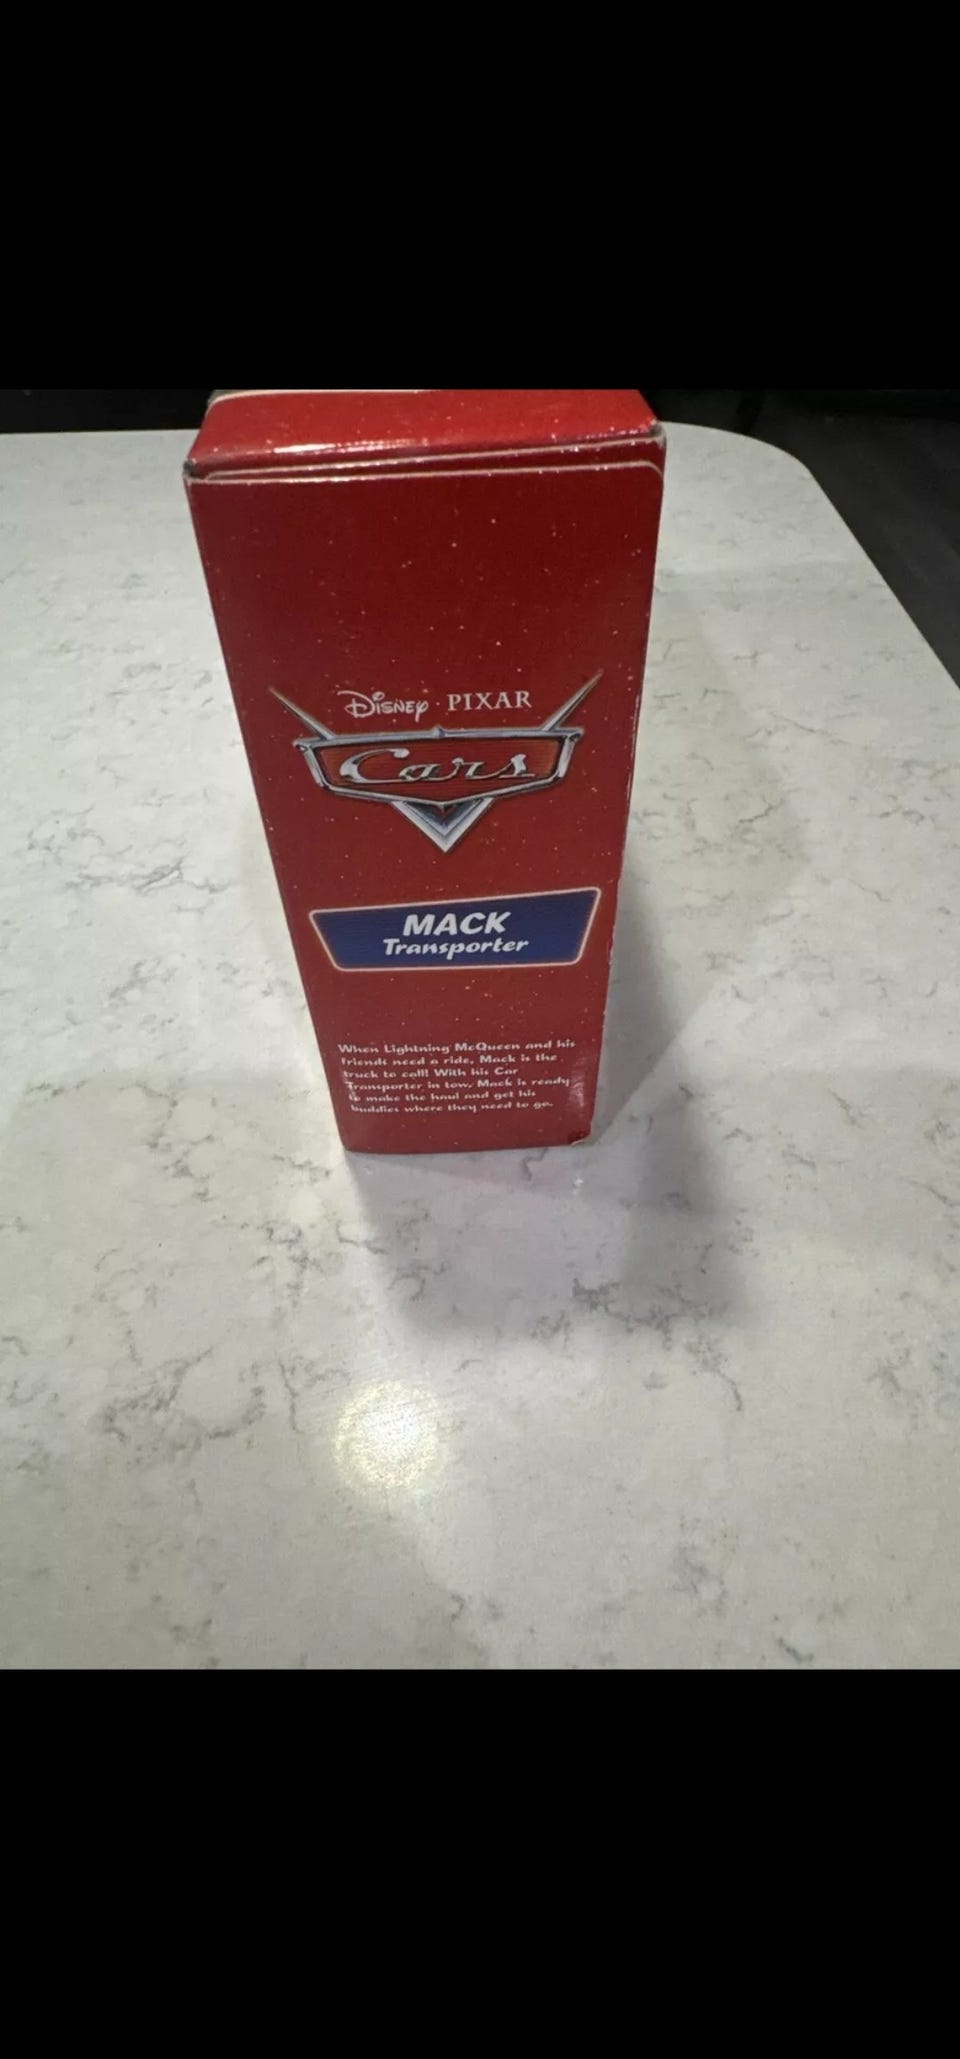 Disney · PIXAR
Cars
MACK
Transporter
When Lightning McQueen and his
friends need a ride, Mack is the
truck to call! With his Car
Transporter in tow, Mack is ready
to make the haul and get his
buddies where they need to go.